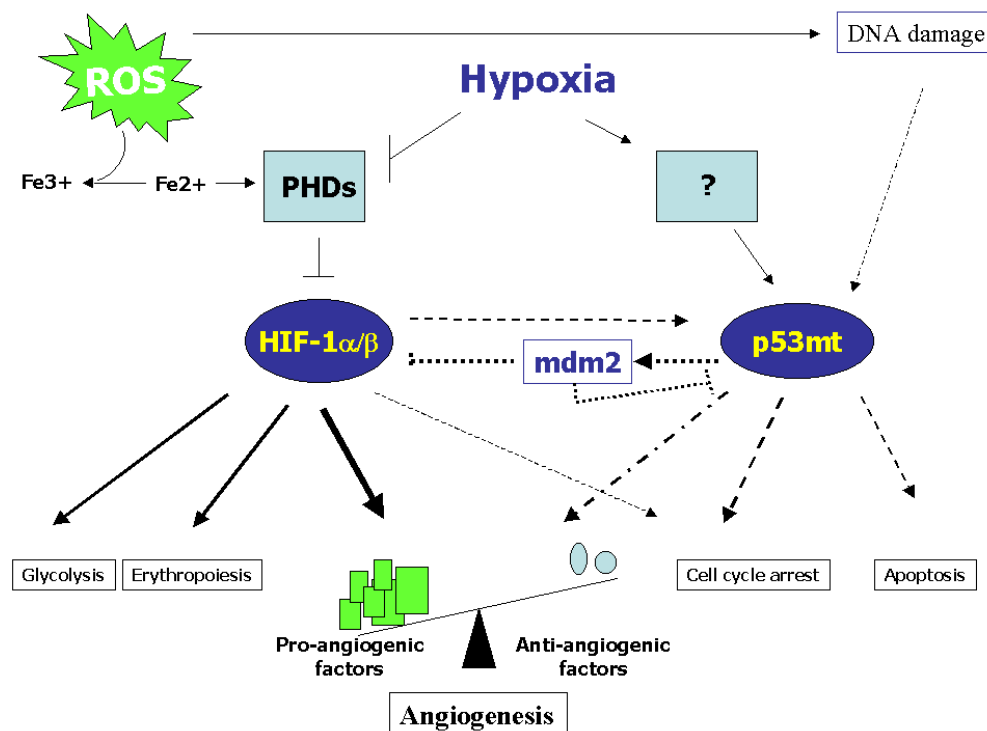 ROS
DNA damage
Hypoxia
Fe3+
Fe2+
PHDs
?
HIF-1α/β
mdm2
p53mt
Glycolysis
Erythropoiesis
Cell cycle arrest
Apoptosis
Pro-angiogenic
factors
Anti-angiogenic
factors
Angiogenesis